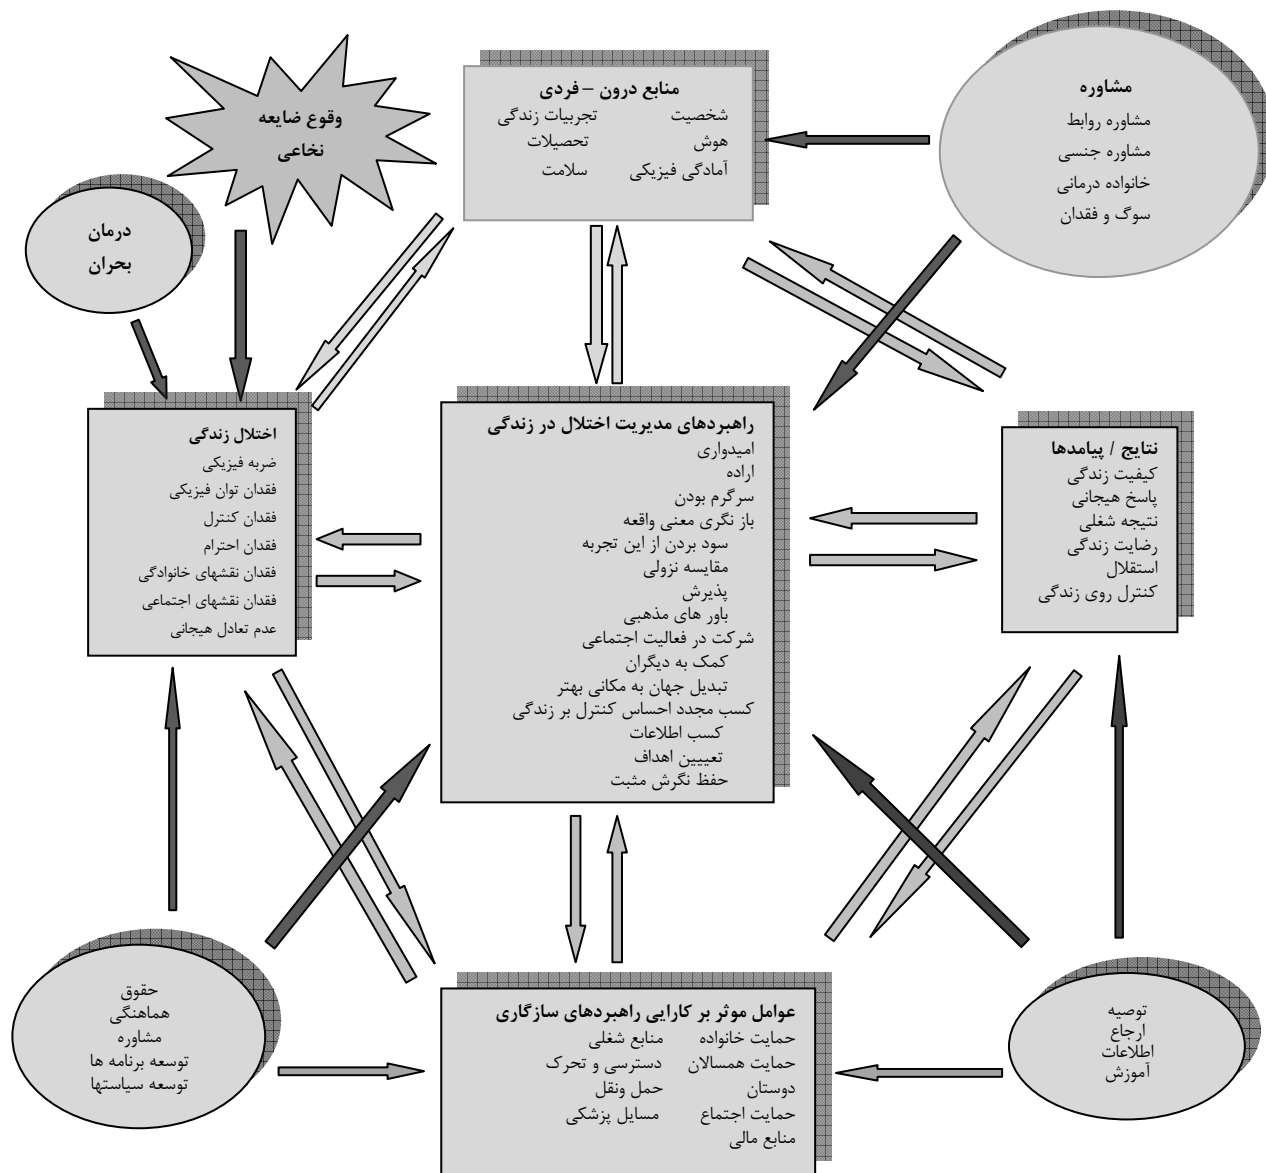 وقوع ضایعه
نخاعی
منابع درون – فردی
شخصیت تجربیات زندگی
هوش تحصیلات
آمادگی فیزیکی سلامت
مشاوره
مشاوره روابط
مشاوره جنسی
خانواده درمانی
سوگ و فقدان
درمان
بحران
اختلال زندگی
ضربه فیزیکی
فقدان توان فیزیکی
فقدان کنترل
فقدان احترام
فقدان نقشهای خانوادگی
فقدان نقشهای اجتماعی
عدم تعادل هیجانی
راهبردهای مدیریت اختلال در زندگی
امیدواری
اراده
سرگرم بودن
باز نگری معنی واقعه
سود بردن از این تجربه
مقایسه نزولی
پذیرش
باور های مذهبی
شرکت در فعالیت اجتماعی
کمک به دیگران
تبدیل جهان به مکانی بهتر
کسب مجدد احساس کنترل بر زندگی
کسب اطلاعات
تعییین اهداف
حفظ نگرش مثبت
نتایج / پیامدها
کیفیت زندگی
پاسخ هیجانی
نتیجه شغلی
رضایت زندگی
استقلال
کنترل روی زندگی
حقوق
هماهنگی
مشاوره
توسعه برنامه ها
توسعه سیاستها
عوامل موثر بر کارایی راهبردهای سازگاری
حمایت خانواده منابع شغلی
حمایت همسالان دسترسی و تحرک
دوستان حمل ونقل
حمایت اجتماع مسایل پزشکی
منابع مالی
توصیه
ارجاع
اطلاعات
آموزش